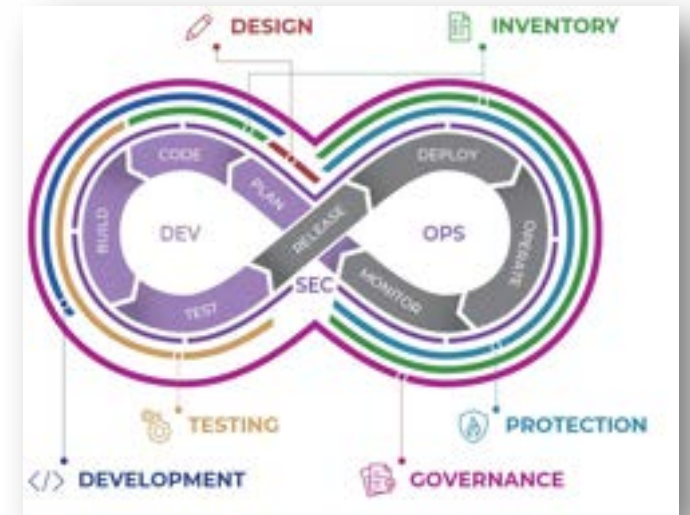 DESIGN
INVENTORY
CODE
DEPLOY
PLAN
BUILD
DEV
RELEASE
OPS
OPERATE
SEC
MONITOR
TEST
TESTING
PROTECTION
</> DEVELOPMENT
GOVERNANCE